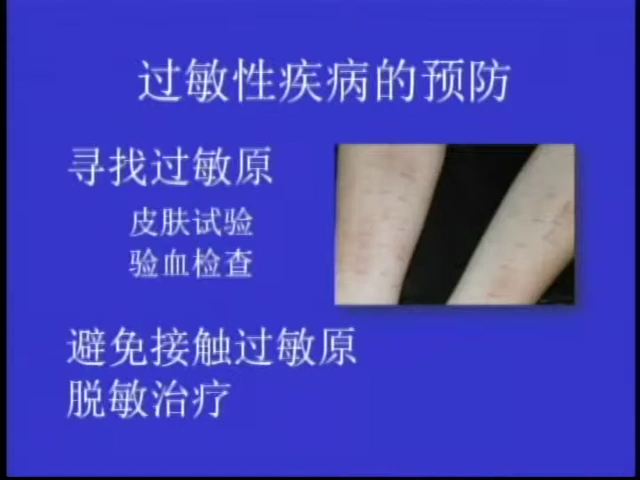 过敏性疾病的预防
寻找过敏原
皮肤试验
验血检查
避免接触过敏原
脱敏治疗